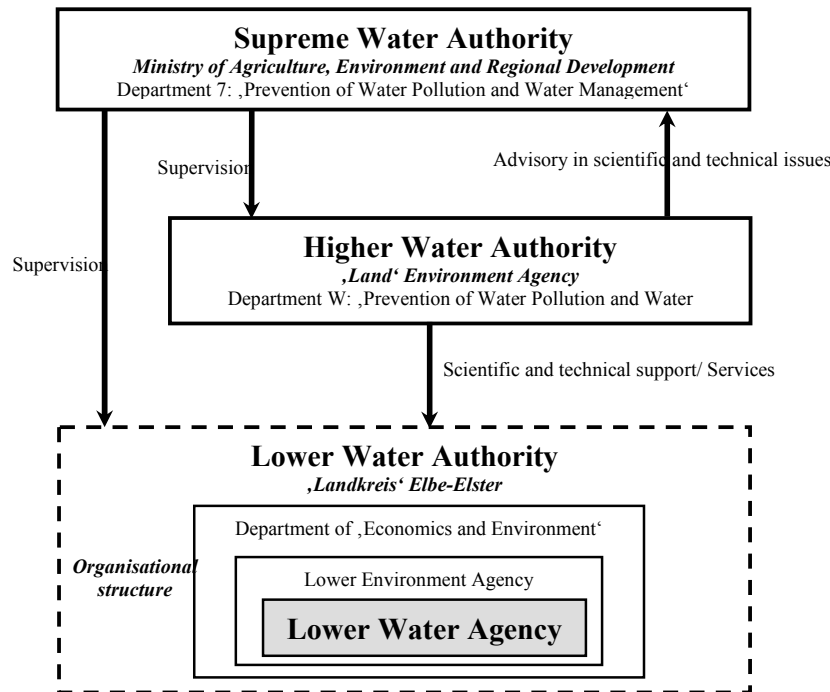 Supreme Water Authority
Ministry of Agriculture, Environment and Regional Development
Department 7: ‚Prevention of Water Pollution and Water Management‘
Supervision
Advisory in scientific and technical issues
Supervision
Higher Water Authority
‚Land‘ Environment Agency
Department W: ‚Prevention of Water Pollution and Water
Scientific and technical support/ Services
Lower Water Authority
‚Landkreis‘ Elbe-Elster
Department of ‚Economics and Environment‘
Organisational
structure
Lower Environment Agency
Lower Water Agency